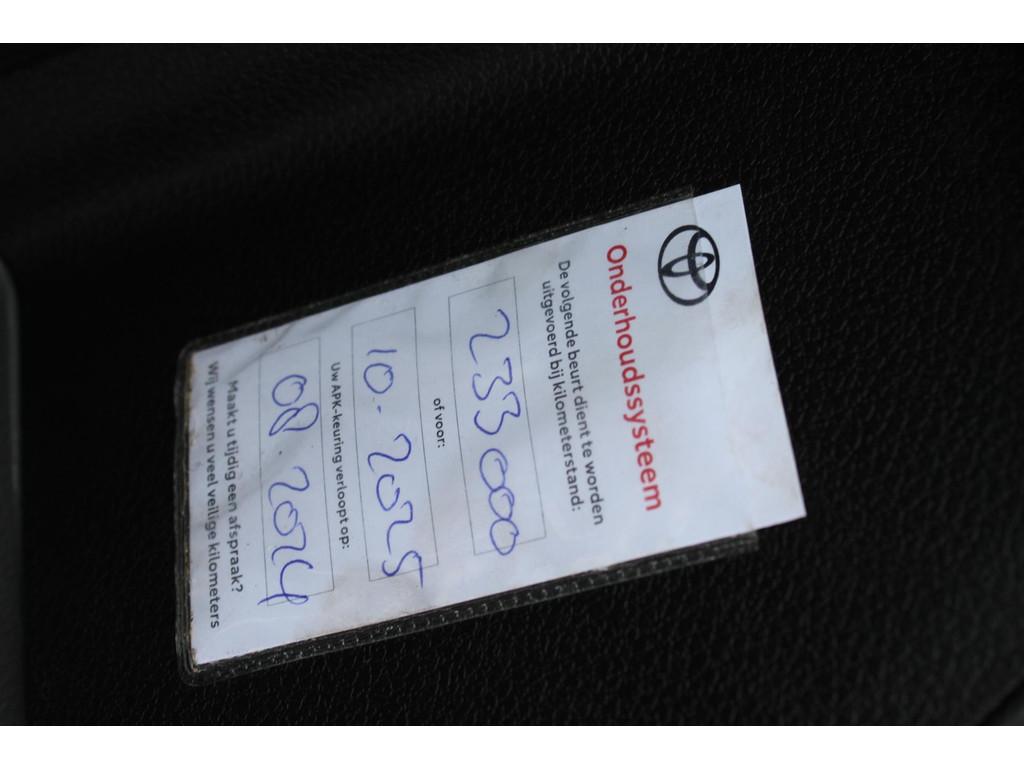 Onderhoudssysteem
De volgende beurt dient te worden
uitgevoerd bij kilometerstand:
233000
of voor:
10-2025
Uw APK-keuring verloopt op:
08.2024
Maakt u tijdig een afspraak?
Wij wensen u veel veilige kilometers